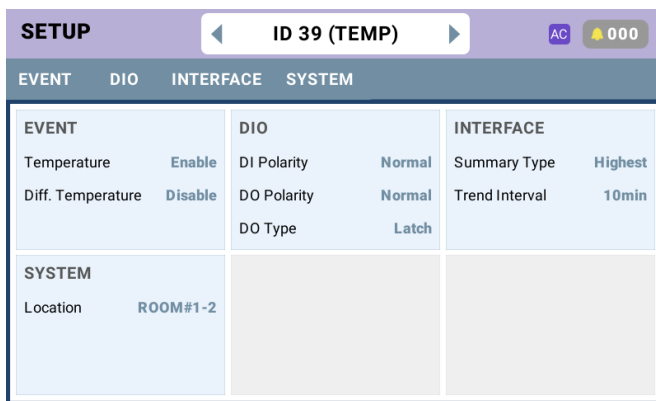 SETUP ID 39 (TEMP) AC 000
EVENT DIO INTERFACE SYSTEM
EVENT
Temperature Enable
Diff. Temperature Disable
DIO
DI Polarity Normal
DO Polarity Normal
DO Type Latch
INTERFACE
Summary Type Highest
Trend Interval 10min
SYSTEM
Location ROOM#1-2